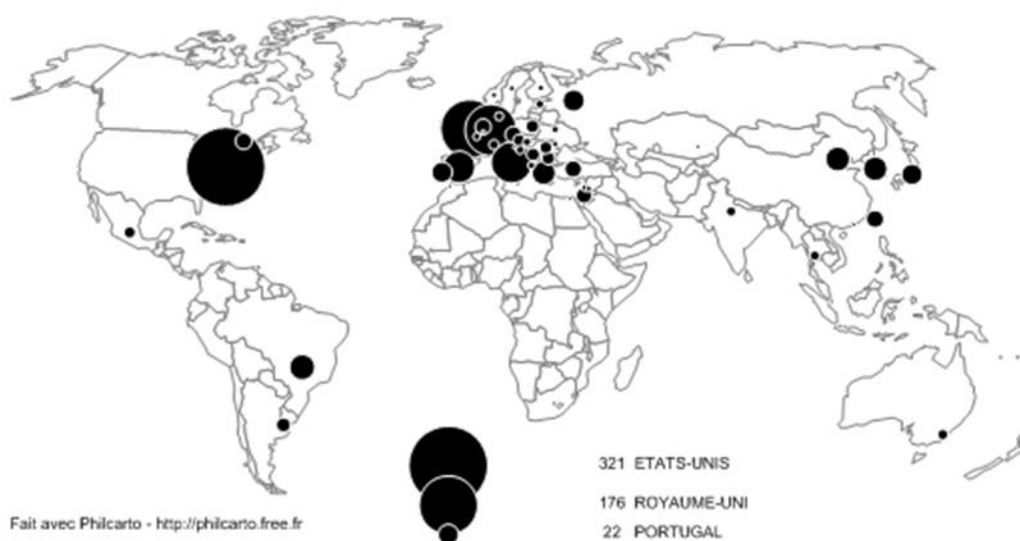 321 ETATS-UNIS
176 ROYAUME-UNI
Fait avec Philcarto - http://philcarto.free.fr
22 PORTUGAL